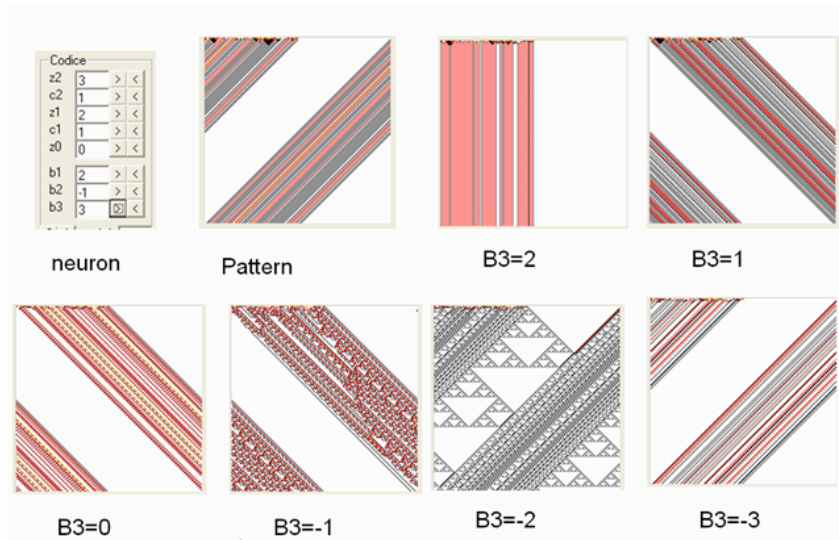 Codice
z2 3 > <
c2 1 > <
z1 2 > <
c1 1 > <
z0 0 > <
b1 2 > <
b2 -1 > <
b3 3 > <
neuron
Pattern
B3=2
B3=1
B3=0
B3=-1
B3=-2
B3=-3